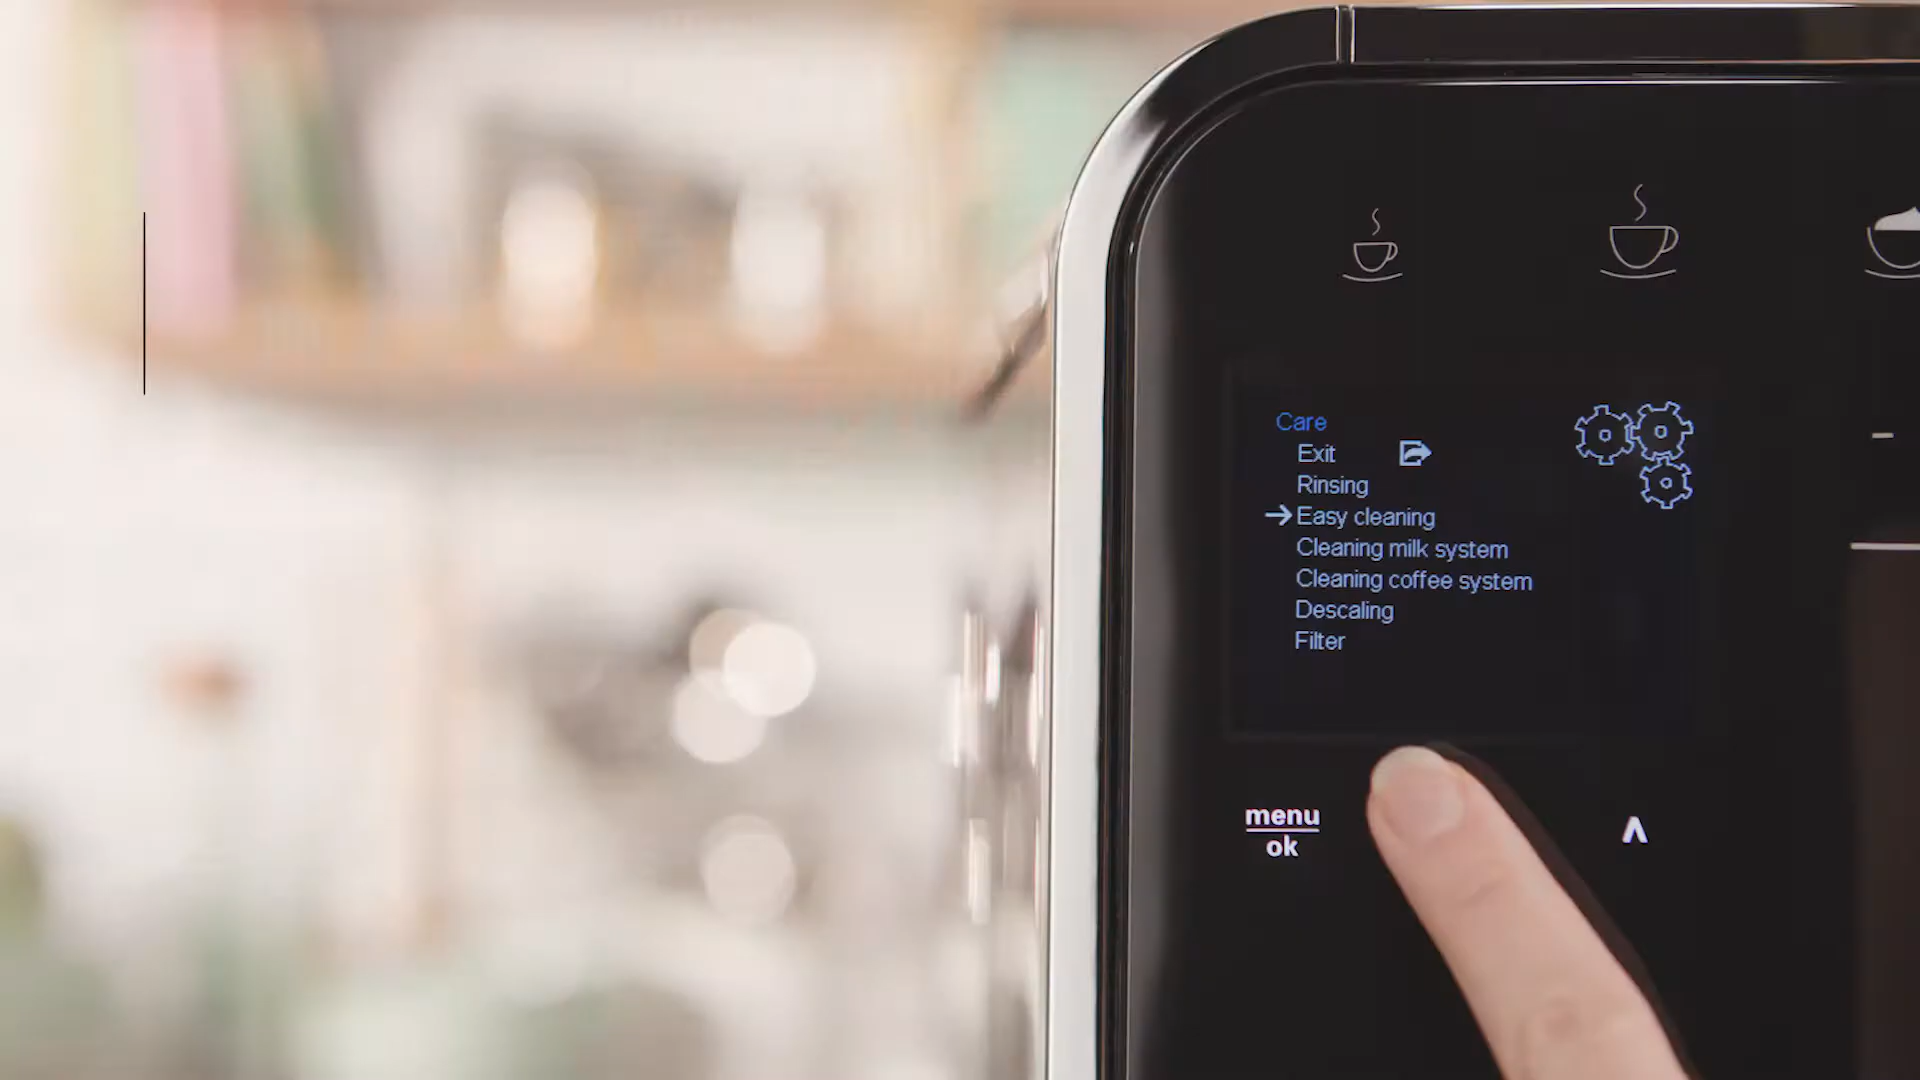 Care
Exit
Rinsing
Easy cleaning
Cleaning milk system
Cleaning coffee system
Descaling
Filter
menu
ok